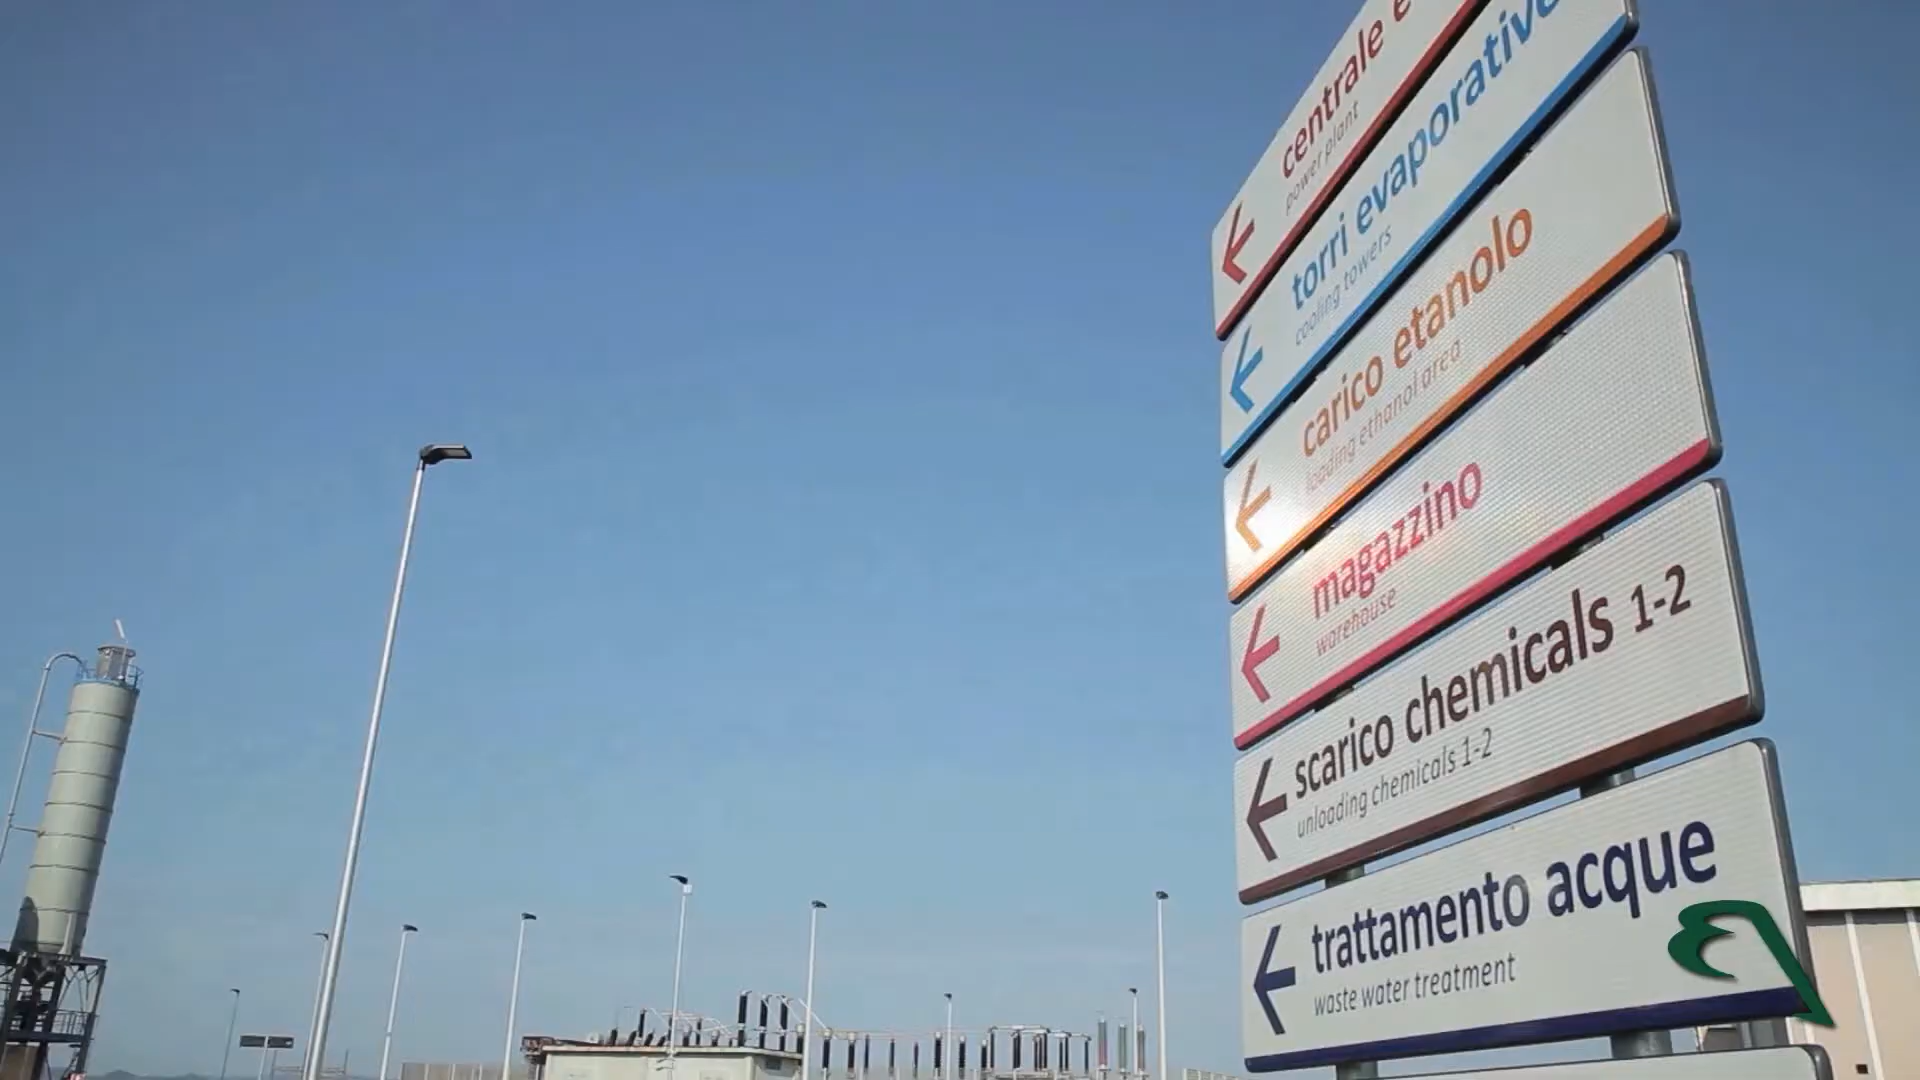 centrale e
power plant
torri evaporative
cooling towers
carico etanolo
loading ethanol area
magazzino
warehouse
scarico chemicals 1-2
unloading chemicals 1-2
trattamento acque
waste water treatment